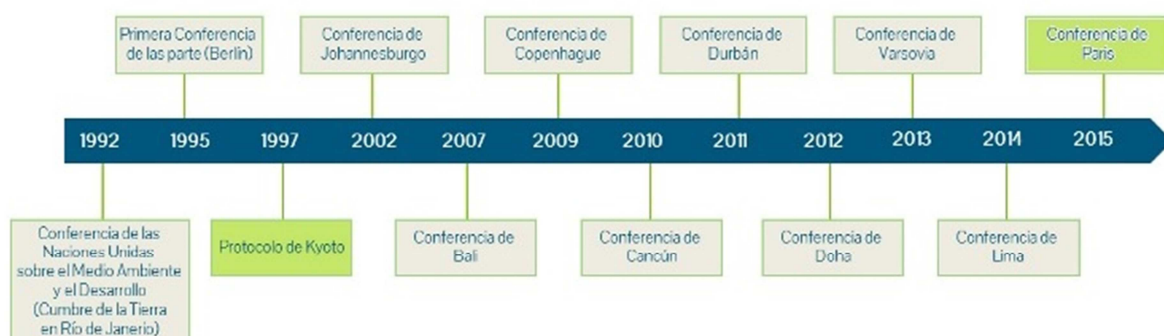 Primera Conferencia
de las parte (Berlín)
Conferencia de
Johannesburgo
Conferencia de
Copenhague
Conferencia de
Durbán
Conferencia de
Varsovia
Conferencia de
Paris
1992
1995
1997
2002
2007
2009
2010
2011
2012
2013
2014
2015
Conferencia de las
Naciones Unidas
sobre el Medio Ambiente
y el Desarrollo
(Cumbre de la Tierra
en Río de Janerio)
Protocolo de Kyoto
Conferencia de
Bali
Conferencia de
Cancún
Conferencia de
Doha
Conferencia de
Lima